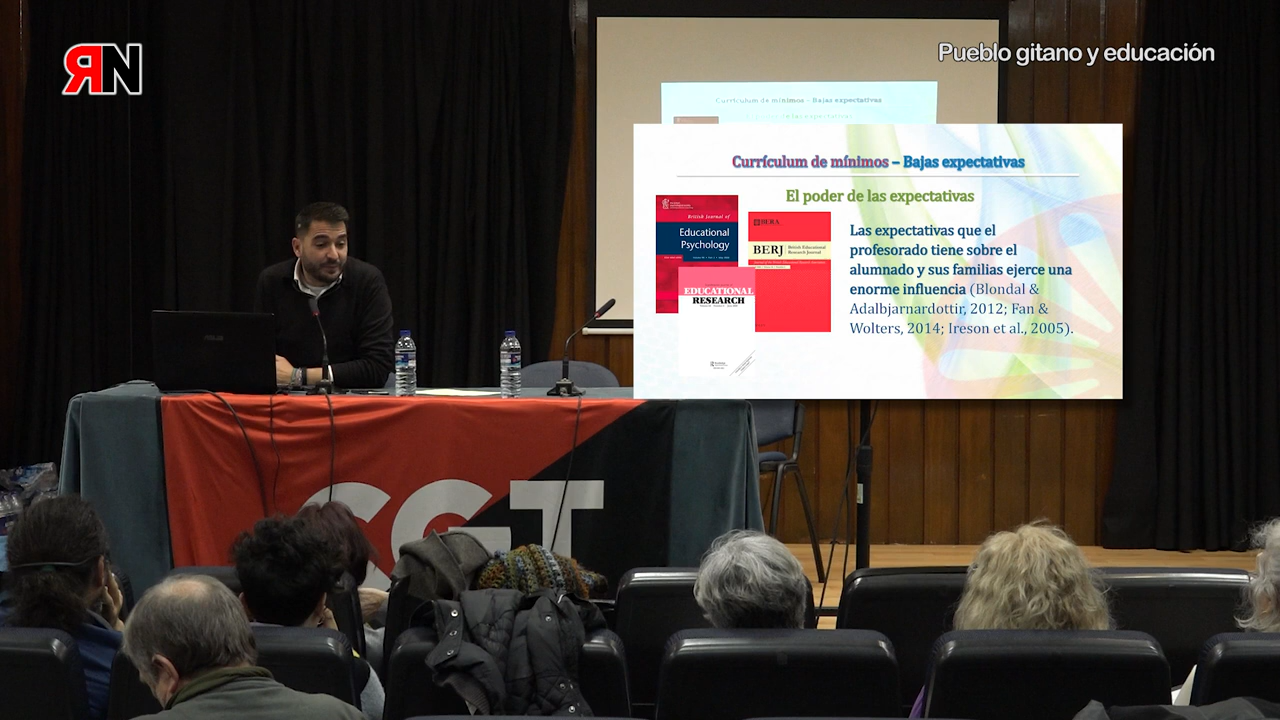 ЯN
Pueblo gitano y educación
Currículum de mínimos – Bajas expectativas
Currículum de mínimos – Bajas expectativas
El poder de las expectativas
British Journal of
Educational
Psychology
BERA
BERJ
British Educational
Research Journal
EDUCATIONAL
RESEARCH
Las expectativas que el
profesorado tiene sobre el
alumnado y sus familias ejerce una
enorme influencia (Blondal &
Adalbjarnardottir, 2012; Fan &
Wolters, 2014; Ireson et al., 2005).
ASUS
CGT